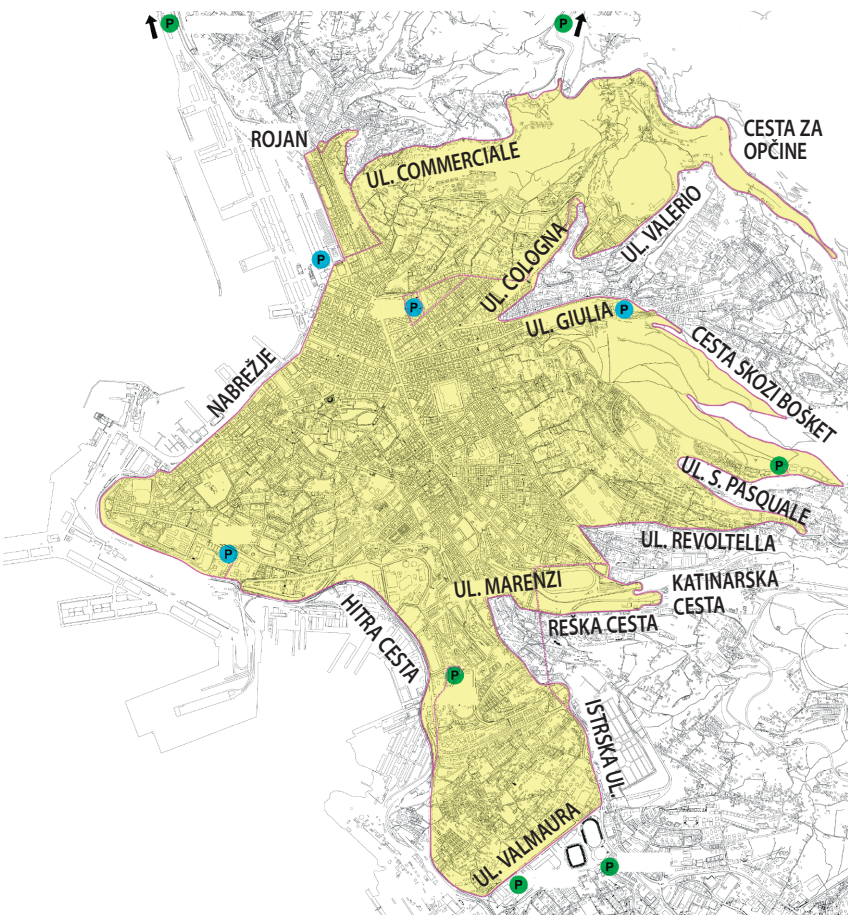 P
P
ROJAN
UL. COMMERCIALE
CESTA ZA
OPČINE
UL. VALERIO
UL. COLOGNA
P
P
UL. GIULIA
P
CESTA SKOZI BOŠKET
NABREŽJE
P
UL. S. PASQUALE
UL. REVOLTELLA
P
UL. MARENZI
KATINARSKA
CESTA
HITRA CESTA
REŠKA CESTA
P
ISTRSKA UL.
UL. VALMAURA
P
P